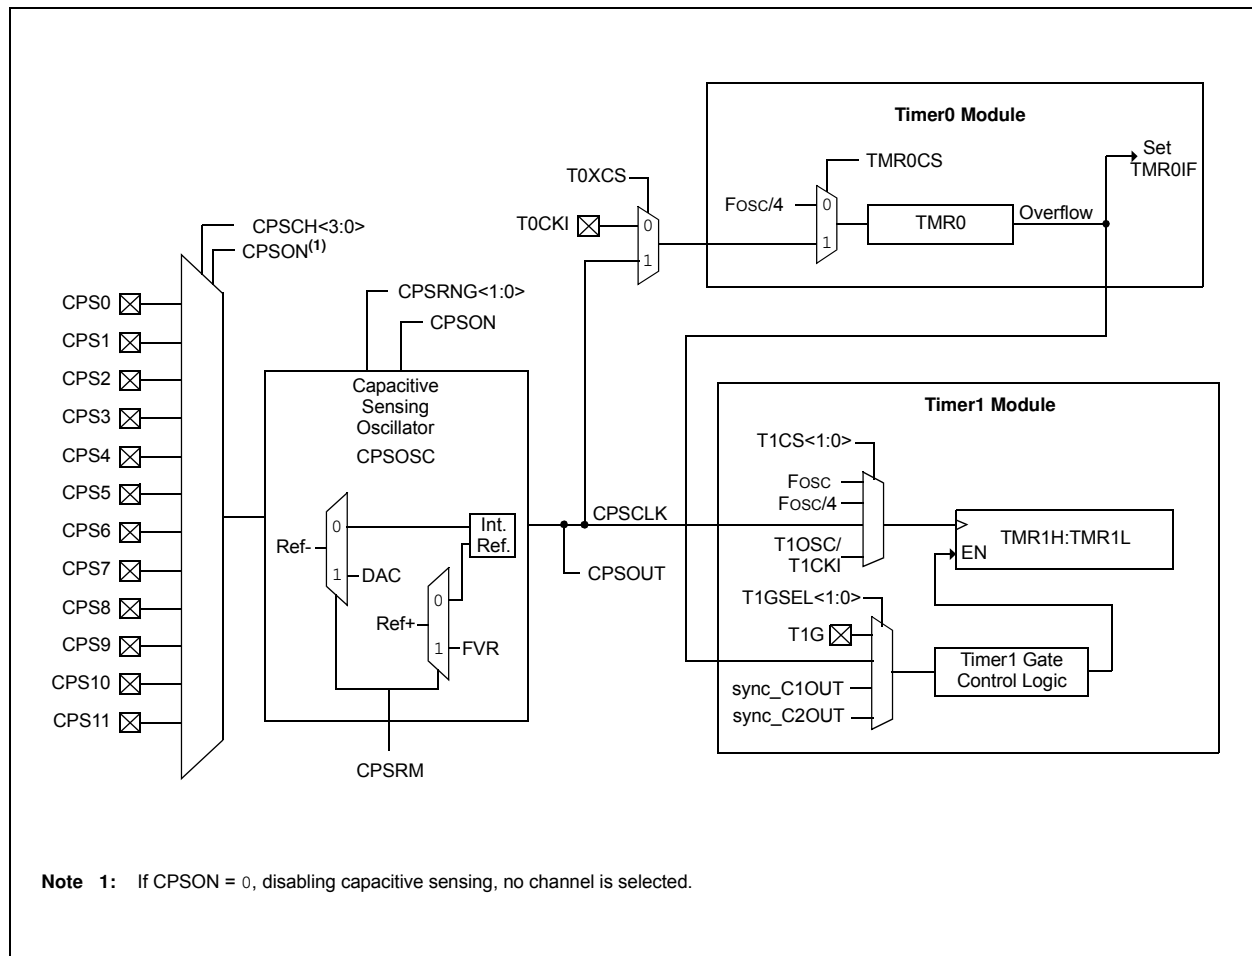 Timer0 Module
Set
TMR0IF
TMR0CS
T0XCS
FOSC/4
0
1
TMR0
Overflow
T0CKI
0
1
CPSCH<3:0>
CPSON(1)
CPSRNG<1:0>
CPSON
CPS0
CPS1
CPS2
CPS3
CPS4
CPS5
CPS6
CPS7
CPS8
CPS9
CPS10
CPS11
Capacitive
Sensing
Oscillator
CPSOSC
0
1
Ref-
DAC
Int.
Ref.
0
1
Ref+
FVR
CPSRM
CPSCLK
CPSOUT
Timer1 Module
T1CS<1:0>
FOSC
FOSC/4
T1OSC/
T1CKI
TMR1H:TMR1L
EN
T1GSEL<1:0>
T1G
sync_C1OUT
sync_C2OUT
Timer1 Gate
Control Logic
Note 1: If CPSON = 0, disabling capacitive sensing, no channel is selected.